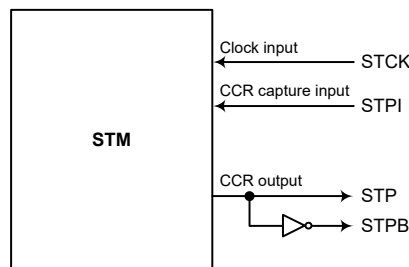 Clock input
STCK
CCR capture input
STPI
STM
CCR output
STP
STPB